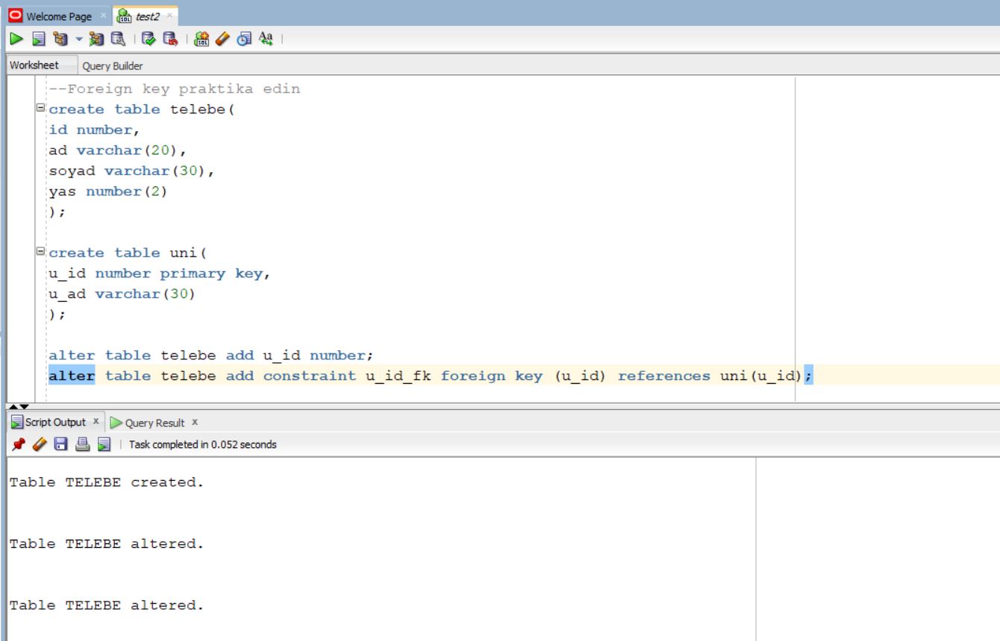 Welcome Page × test2 ×
Worksheet Query Builder
--Foreign key praktika edin
create table telebe(
id number,
ad varchar(20),
soyad varchar(30),
yas number(2)
);
create table uni(
u_id number primary key,
u_ad varchar(30)
);
alter table telebe add u_id number;
alter table telebe add constraint u_id_fk foreign key (u_id) references uni(u_id);
Script Output x Query Result x
Task completed in 0.052 seconds
Table TELEBE created.
Table TELEBE altered.
Table TELEBE altered.